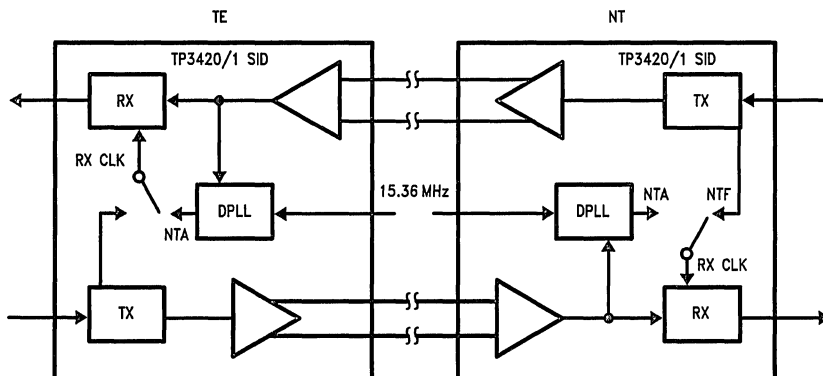 TE
NT
TP3420/1 SID
TP3420/1 SID
RX
TX
RX CLK
15.36 MHz
NTA
DPLL
DPLL
NTA
NTF
RX CLK
TX
RX